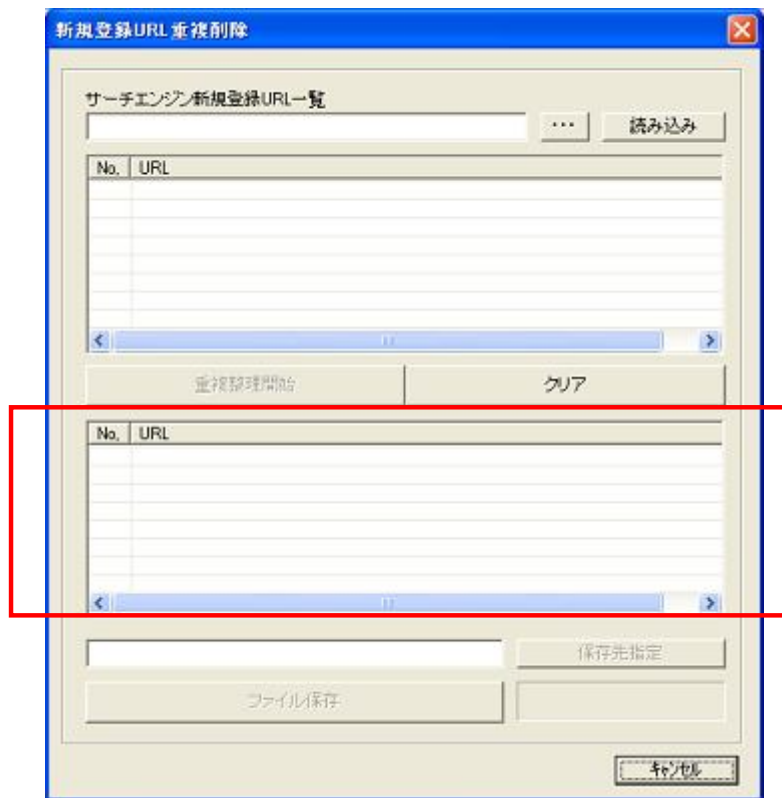 新規登録URL重複削除
サーチエンジン新規登録URL一覧
... 読み込み
No. URL
重複整理開始 クリア
No. URL
保存先指定
ファイル保存
キャンセル